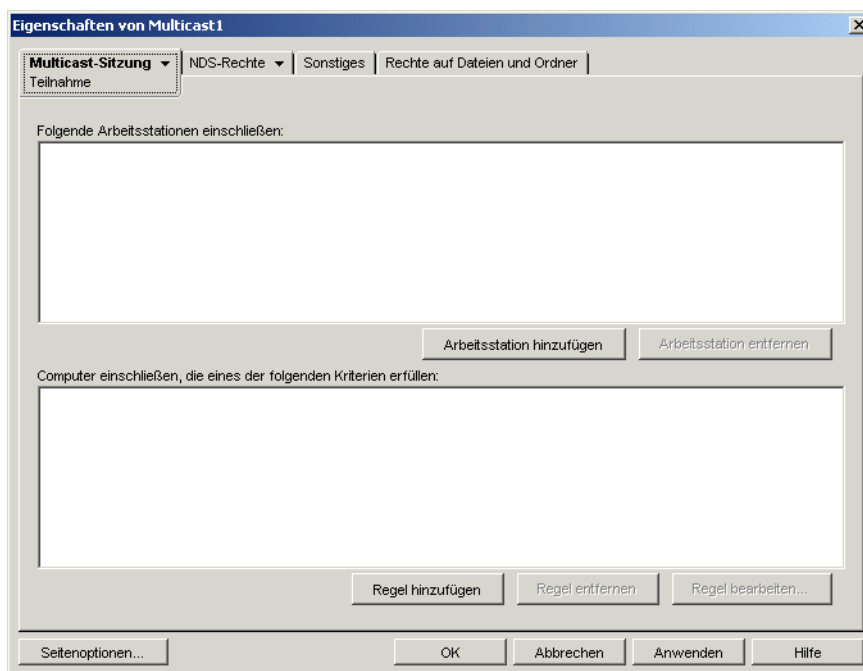 Eigenschaften von Multicast1
Multicast-Sitzung NDS-Rechte Sonstiges Rechte auf Dateien und Ordner
Teilnahme
Folgende Arbeitsstationen einschließen:
Arbeitsstation hinzufügen Arbeitsstation entfernen
Computer einschließen, die eines der folgenden Kriterien erfüllen:
Regel hinzufügen Regel entfernen Regel bearbeiten...
Seitenoptionen... OK Abbrechen Anwenden Hilfe